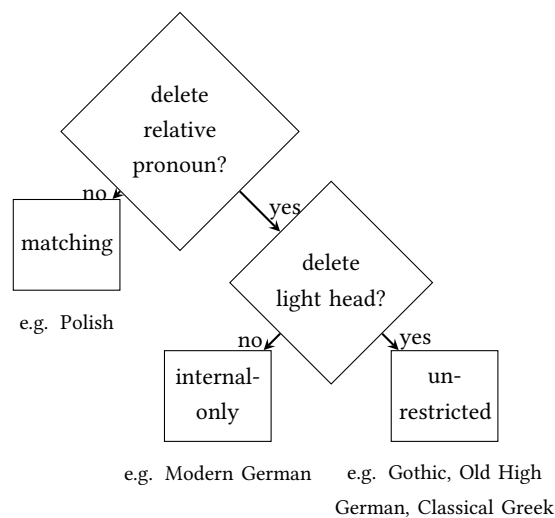 delete
relative
pronoun?
no
yes
matching
delete
light head?
e.g. Polish
no
yes
internal-
only
un-
restricted
e.g. Modern German
e.g. Gothic, Old High
German, Classical Greek